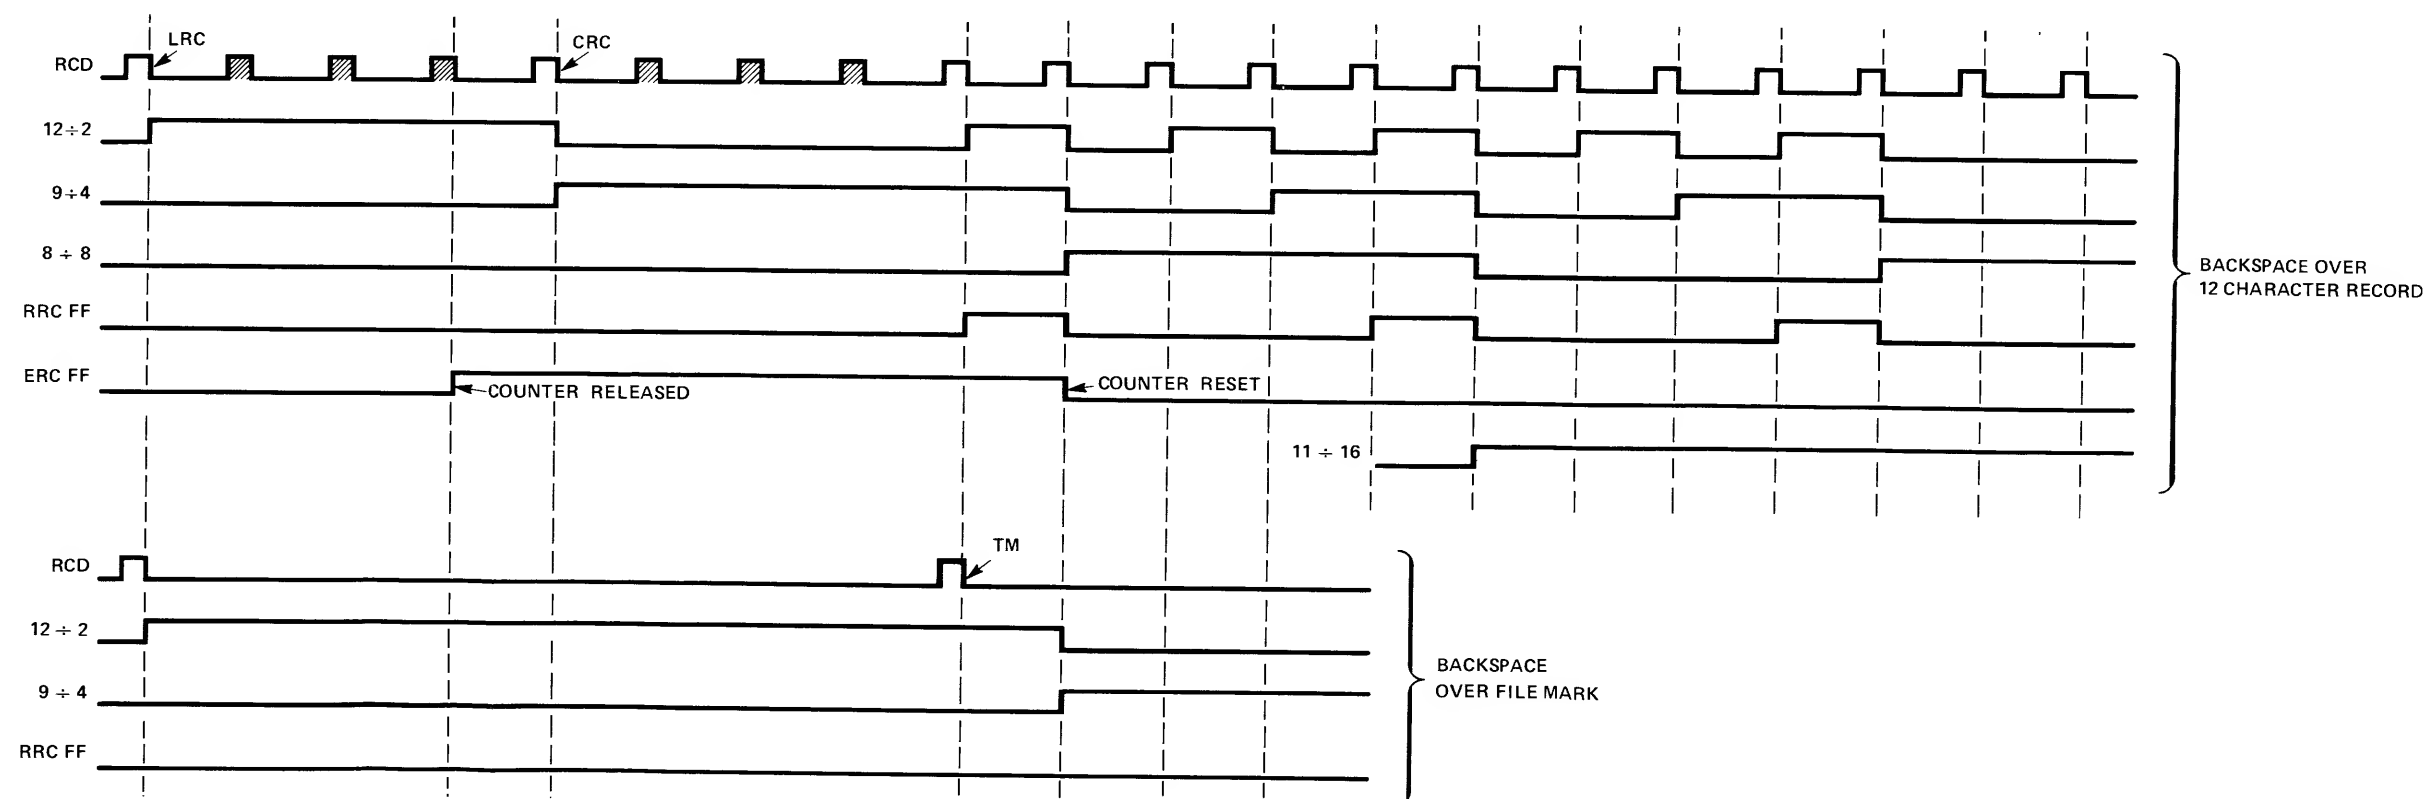 LRC
CRC
RCD
12÷2
9÷4
8 ÷ 8
BACKSPACE OVER
12 CHARACTER RECORD
RRC FF
ERC FF
COUNTER RELEASED
COUNTER RESET
11 ÷ 16
TM
RCD
12 ÷ 2
BACKSPACE
OVER FILE MARK
9 ÷ 4
RRC FF